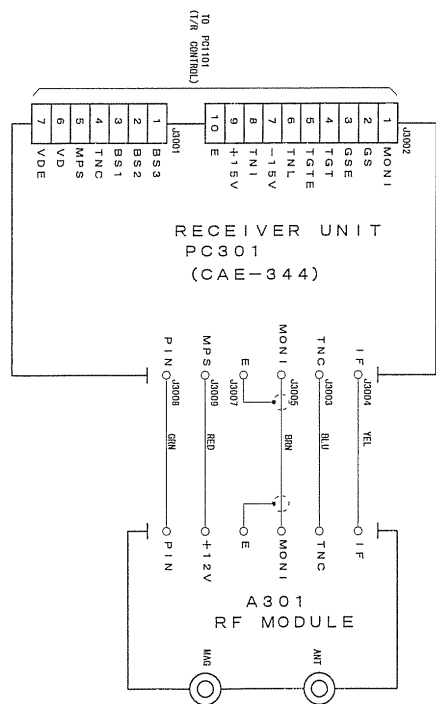 TO PC1101
(T/R CONTROL)
7 6 5 4 3 2 1
J3001
10 9 8 7 6 5 4 3 2 1
J3002
VDE
VD
MPS
TNC
BS1
BS2
BS3
E
+15V
TNI
-15V
TNL
TGTE
TGT
GSE
GS
MONI
RECEIVER UNIT
PC301
(CAE-344)
PIN
MPS
E
MONI
TNC
IF
J3008
J3009
J3007
J3005
J3003
J3004
GRN
RED
BRN
BLU
YEL
PIN
+12V
E
MONI
TNC
IF
A301
RF MODULE
MAG
ANT